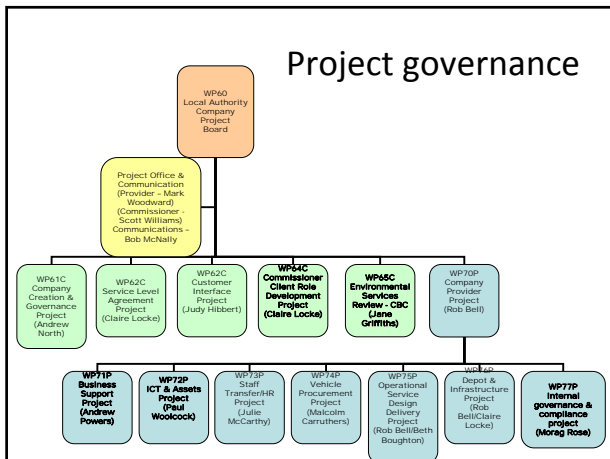 Project governance
WP60
Local Authority
Company
Project
Board
Project Office &
Communication
(Provider – Mark
Woodward)
(Commissioner -
Scott Williams)
Communications –
Bob McNally
WP61C
Company
Creation &
Governance
Project
(Andrew
North)
WP62C
Service Level
Agreement
Project
(Claire Locke)
WP62C
Customer
Interface
Project
(Judy Hibbert)
WP64C
Commissioner
Client Role
Development
Project
(Claire Locke)
WP65C
Environmental
Services
Review - CBC
(Jane
Griffiths)
WP70P
Company
Provider
Project
(Rob Bell)
WP71P
Business
Support
Project
(Andrew
Powers)
WP72P
ICT & Assets
Project
(Paul
Woolcock)
WP73P
Staff
Transfer/HR
Project
(Julie
McCarthy)
WP74P
Vehicle
Procurement
Project
(Malcolm
Carruthers)
WP75P
Operational
Service
Design
Delivery
Project
(Rob Bell/Beth
Boughton)
WP76P
Depot &
Infrastructure
Project
(Rob
Bell/Claire
Locke)
WP77P
Internal
governance &
compliance
project
(Morag Rose)